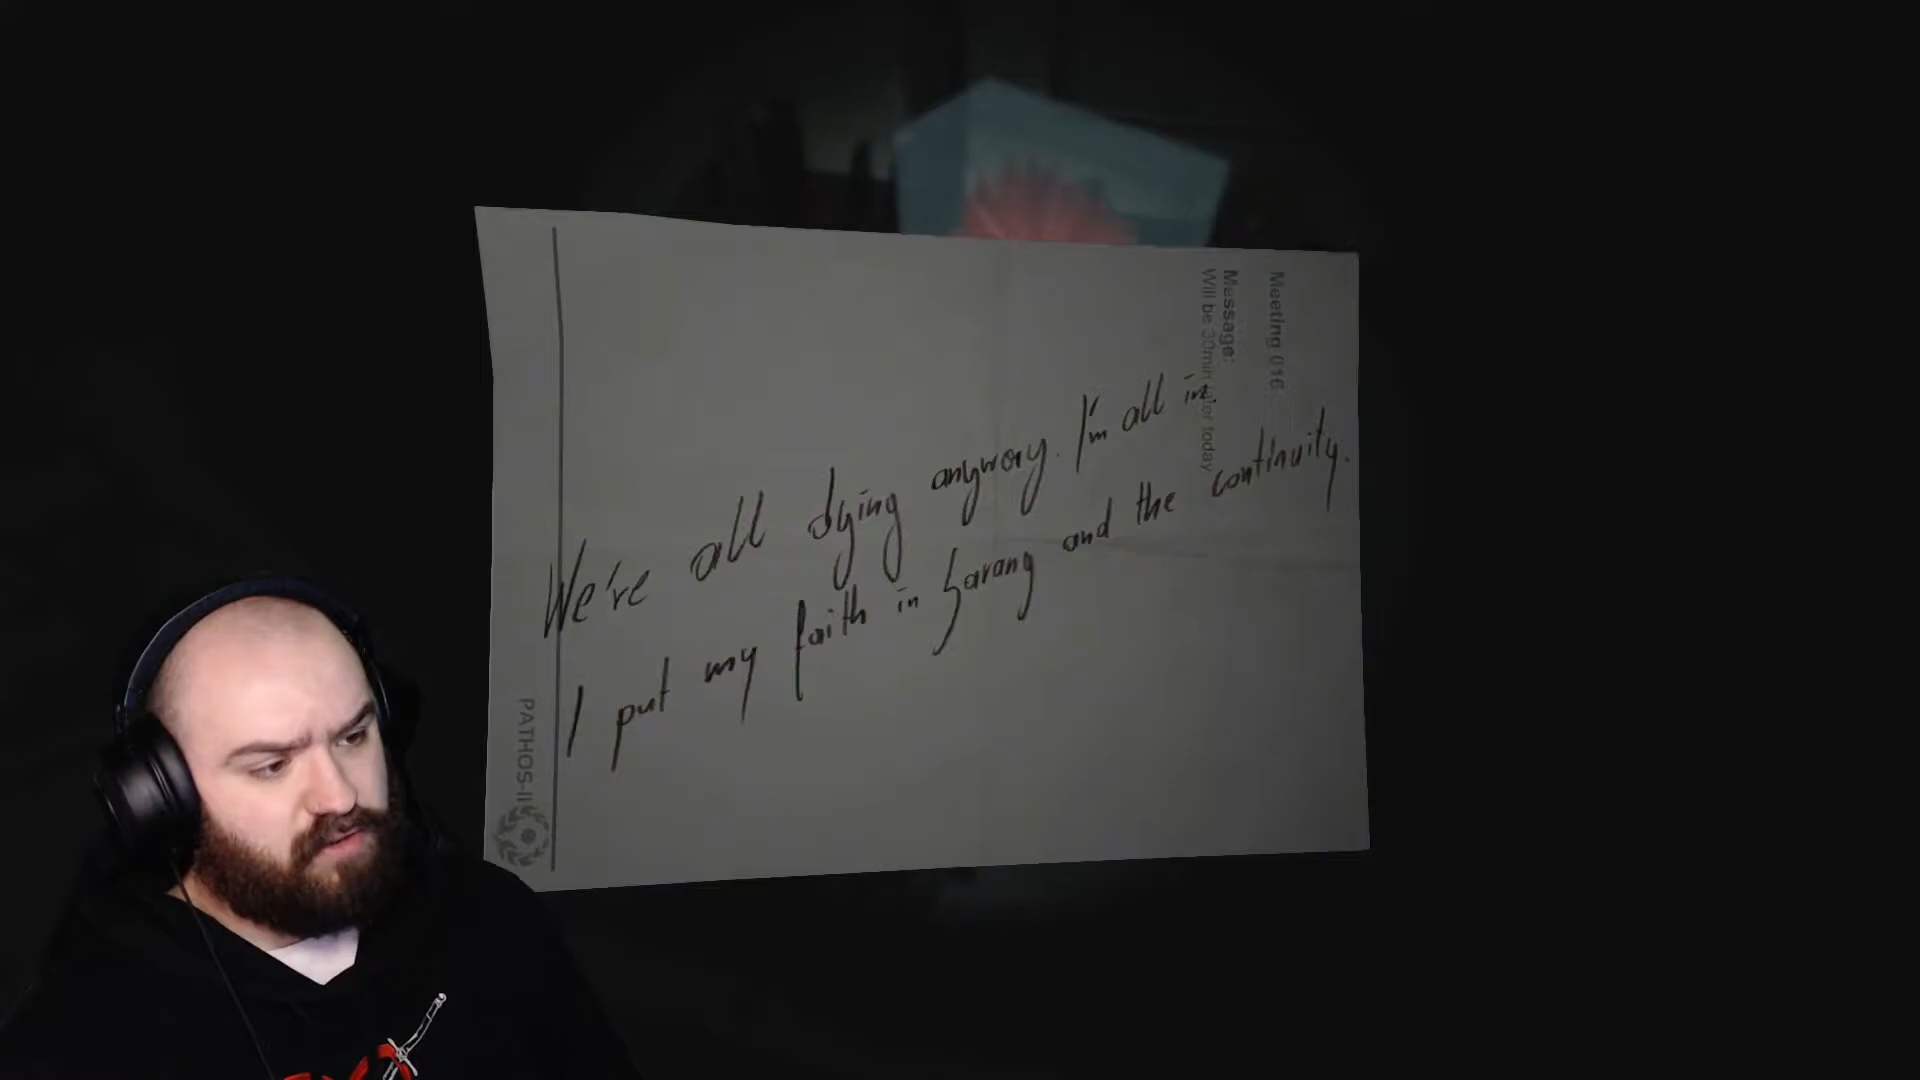 We're all dying anyway. I'm all in.
I put my faith in Sarang and the continuity.
Meeting 016
Message:
Will be 30min later today
PATHOS-II